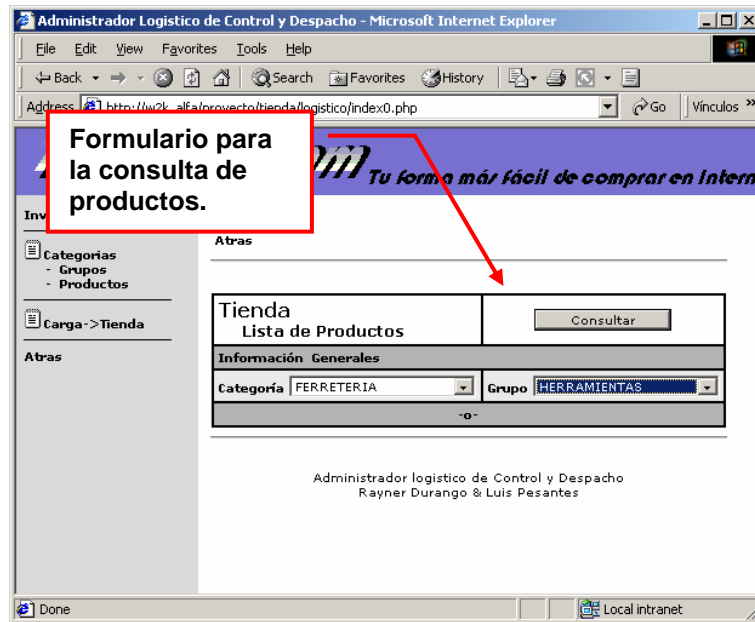 Administrador Logistico de Control y Despacho - Microsoft Internet Explorer
File Edit View Favorites Tools Help
Back Search Favorites History
Address http://w2k_alfa/proyecto/tienda/logistico/index0.php Go Vínculos »
Formulario para
la consulta de
productos.
Tu forma más fácil de comprar en Intern
Inv
Atras
Categorias
- Grupos
- Productos
Carga->Tienda
Atras
Tienda
Lista de Productos
Consultar
Información Generales
Categoría FERRETERIA Grupo HERRAMIENTAS
-o-
Administrador logistico de Control y Despacho
Rayner Durango & Luis Pesantes
Done Local intranet